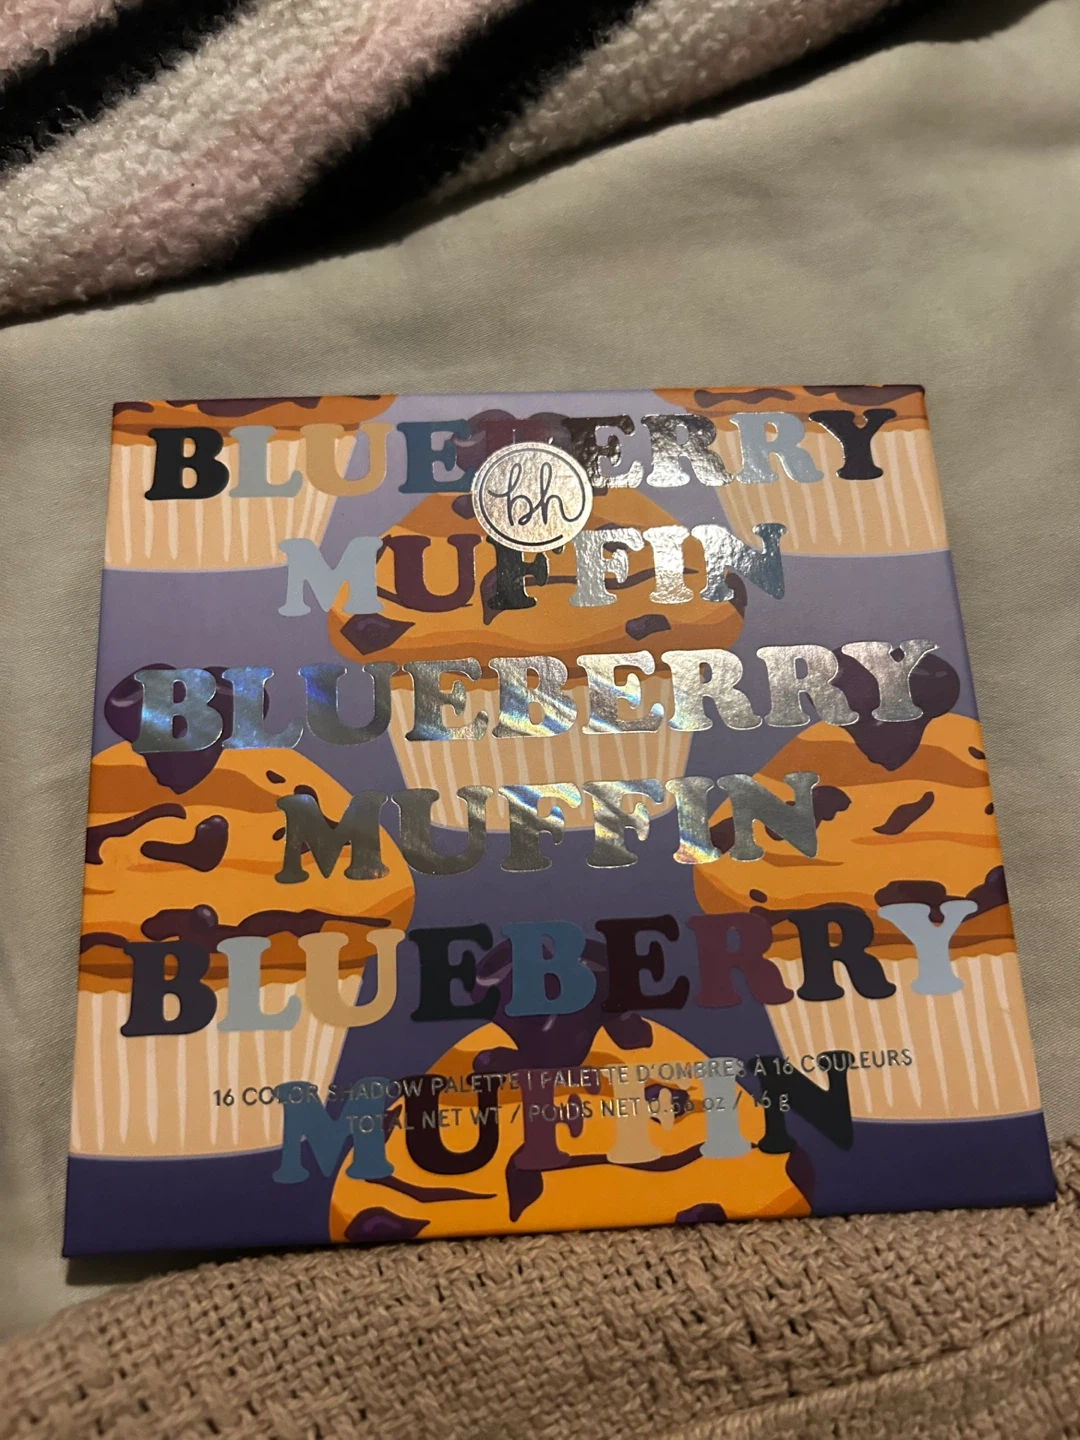 BLUEBERRY
bh
MUFFIN
BLUEBERRY
MUFFIN
BLUEBERRY
MUFFIN
16 COLOR SHADOW PALETTE | PALETTE D'OMBRES À 16 COULEURS
TOTAL NET WT / POIDS NET 0.56 oz / 16 g